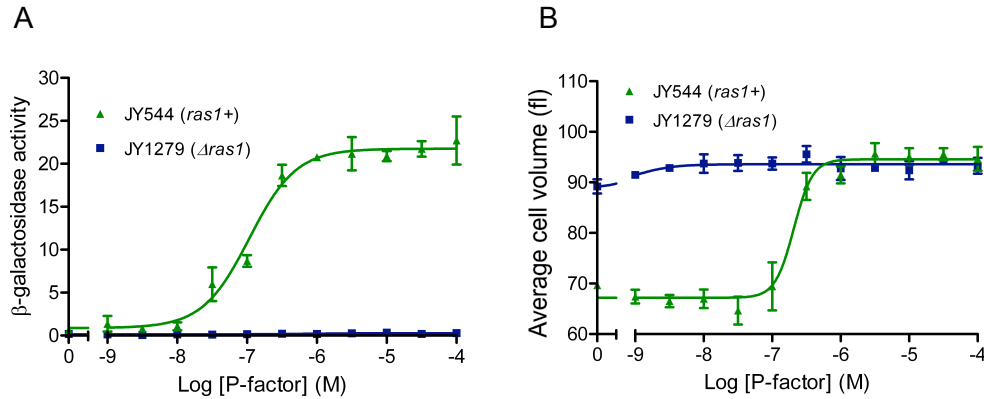 A
β-galactosidase activity
30
25
20
15
10
5
0
JY544 (ras1+)
JY1279 (Δras1)
0 -9 -8 -7 -6 -5 -4
Log [P-factor] (M)
B
Average cell volume (fl)
110
100
90
80
70
60
JY544 (ras1+)
JY1279 (Δras1)
0 -9 -8 -7 -6 -5 -4
Log [P-factor] (M)